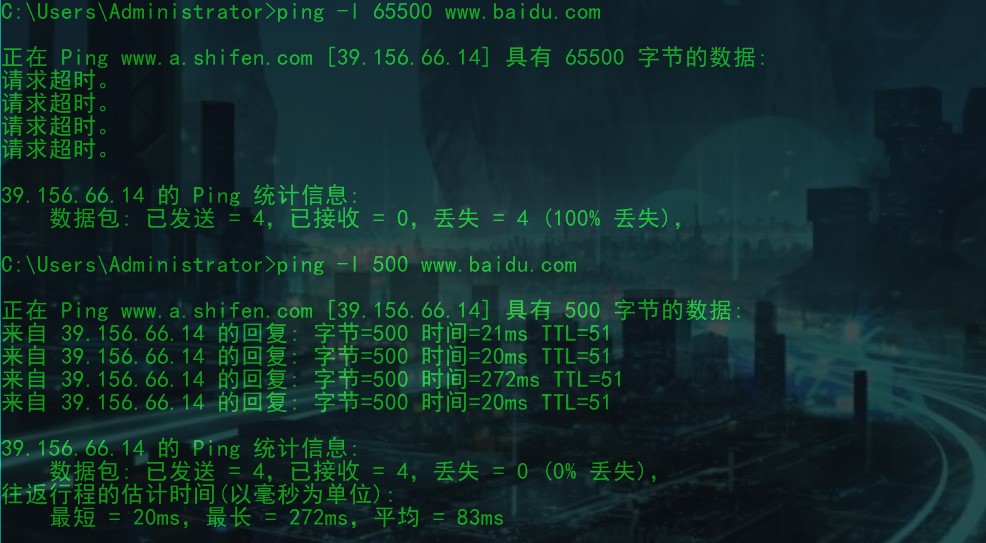 C:\Users\Administrator>ping -l 65500 www.baidu.com
正在 Ping www.a.shifen.com [39.156.66.14] 具有 65500 字节的数据:
请求超时。
请求超时。
请求超时。
请求超时。
39.156.66.14 的 Ping 统计信息:
数据包: 已发送 = 4, 已接收 = 0, 丢失 = 4 (100% 丢失),
C:\Users\Administrator>ping -l 500 www.baidu.com
正在 Ping www.a.shifen.com [39.156.66.14] 具有 500 字节的数据:
来自 39.156.66.14 的回复: 字节=500 时间=21ms TTL=51
来自 39.156.66.14 的回复: 字节=500 时间=20ms TTL=51
来自 39.156.66.14 的回复: 字节=500 时间=272ms TTL=51
来自 39.156.66.14 的回复: 字节=500 时间=20ms TTL=51
39.156.66.14 的 Ping 统计信息:
数据包: 已发送 = 4, 已接收 = 4, 丢失 = 0 (0% 丢失),
往返行程的估计时间(以毫秒为单位):
最短 = 20ms, 最长 = 272ms, 平均 = 83ms